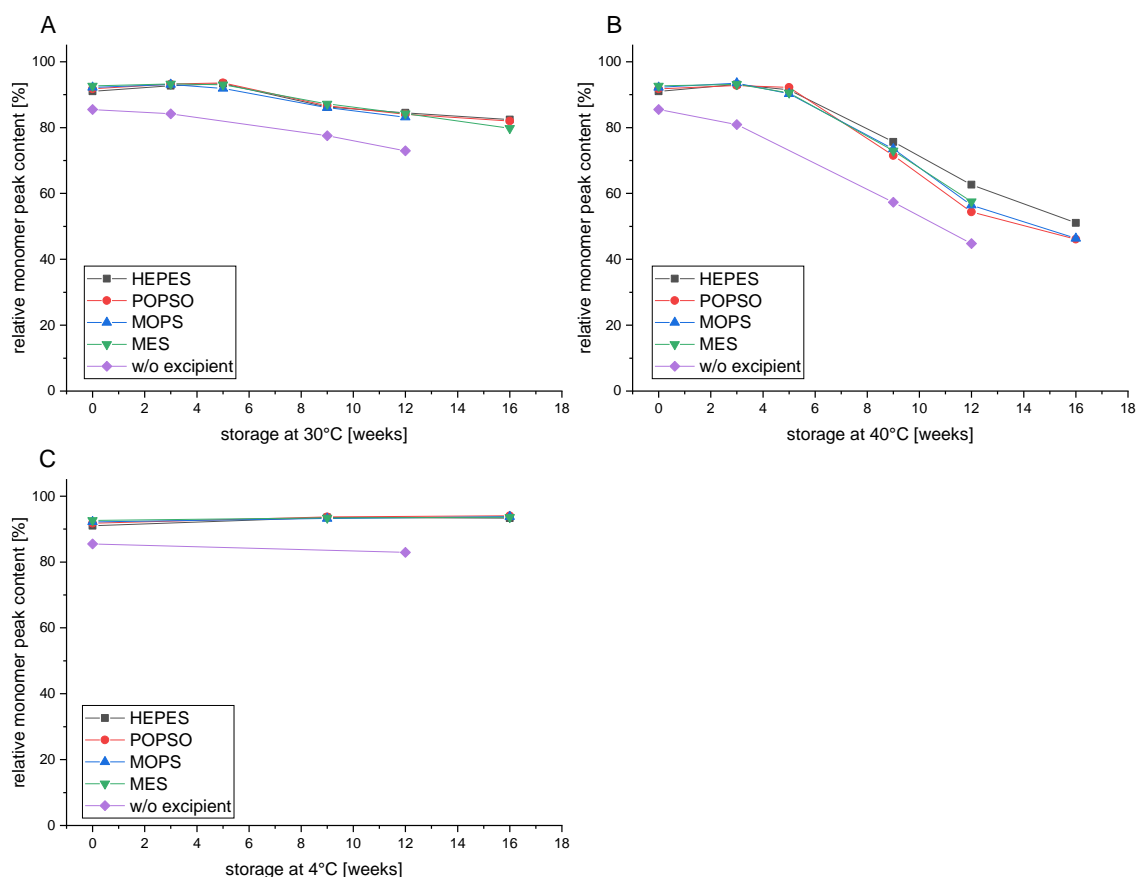 A
relative monomer peak content [%]
100
80
60
40
20
0
HEPES
POPSO
MOPS
MES
w/o excipient
0 2 4 6 8 10 12 14 16 18
storage at 30°C [weeks]
B
relative monomer peak content [%]
100
80
60
40
20
0
HEPES
POPSO
MOPS
MES
w/o excipient
0 2 4 6 8 10 12 14 16 18
storage at 40°C [weeks]
C
relative monomer peak content [%]
100
80
60
40
20
0
HEPES
POPSO
MOPS
MES
w/o excipient
0 2 4 6 8 10 12 14 16 18
storage at 4°C [weeks]